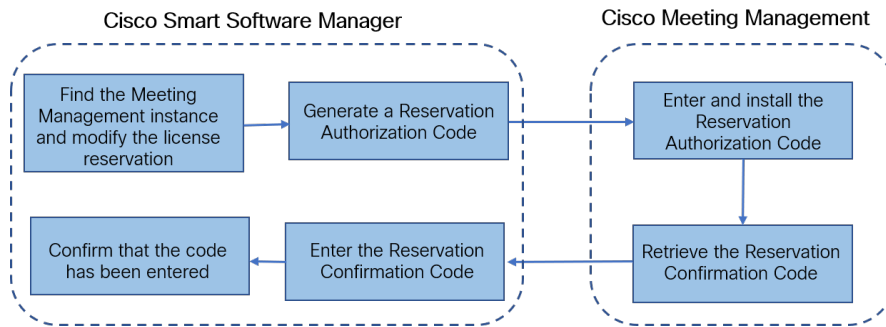 Cisco Smart Software Manager
Cisco Meeting Management
Find the Meeting
Management instance
and modify the license
reservation
Generate a Reservation
Authorization Code
Enter and install the
Reservation
Authorization Code
Retrieve the Reservation
Confirmation Code
Enter the Reservation
Confirmation Code
Confirm that the code
has been entered